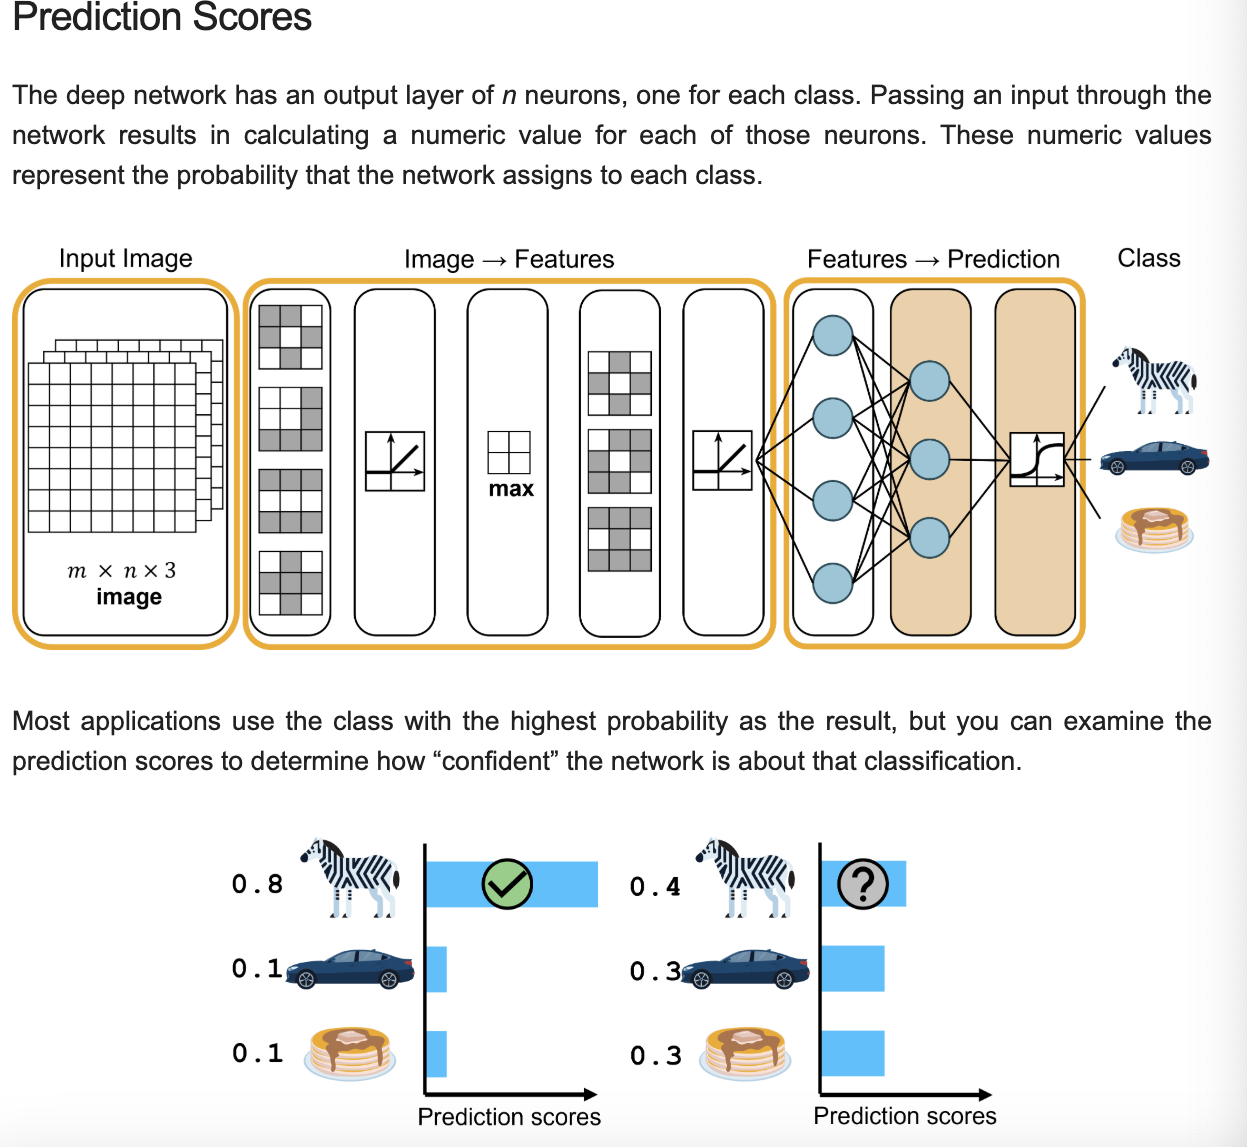 Prediction Scores
The deep network has an output layer of n neurons, one for each class. Passing an input through the
network results in calculating a numeric value for each of those neurons. These numeric values
represent the probability that the network assigns to each class.
Input Image
Image → Features
Features → Prediction
Class
max
m × n × 3
image
Most applications use the class with the highest probability as the result, but you can examine the
prediction scores to determine how “confident” the network is about that classification.
0.8
0.1
0.1
Prediction scores
0.4
?
0.3
0.3
Prediction scores